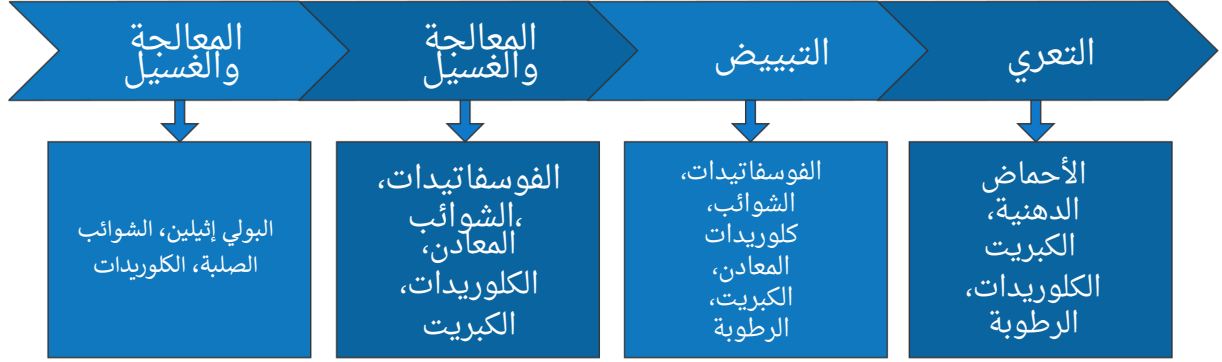 المعالجة
والغسيل
المعالجة
والغسيل
التبييض
التعري
البولي إثيلين، الشوائب
الصلبة، الكلوريدات
الفوسفاتيدات،
،الشوائب
المعادن،
الكلوريدات،
الكبريت
الفوسفاتيدات،
الشوائب،
كلوريدات
المعادن،
الكبريت،
الرطوبة
الأحماض
الدهنية،
الكبريت
الكلوريدات،
الرطوبة